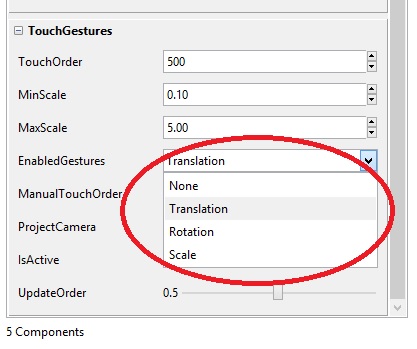 TouchGestures
TouchOrder 500
MinScale 0.10
MaxScale 5.00
EnabledGestures Translation
None
ManualTouchOrder Translation
ProjectCamera Rotation
IsActive Scale
UpdateOrder 0.5
5 Components